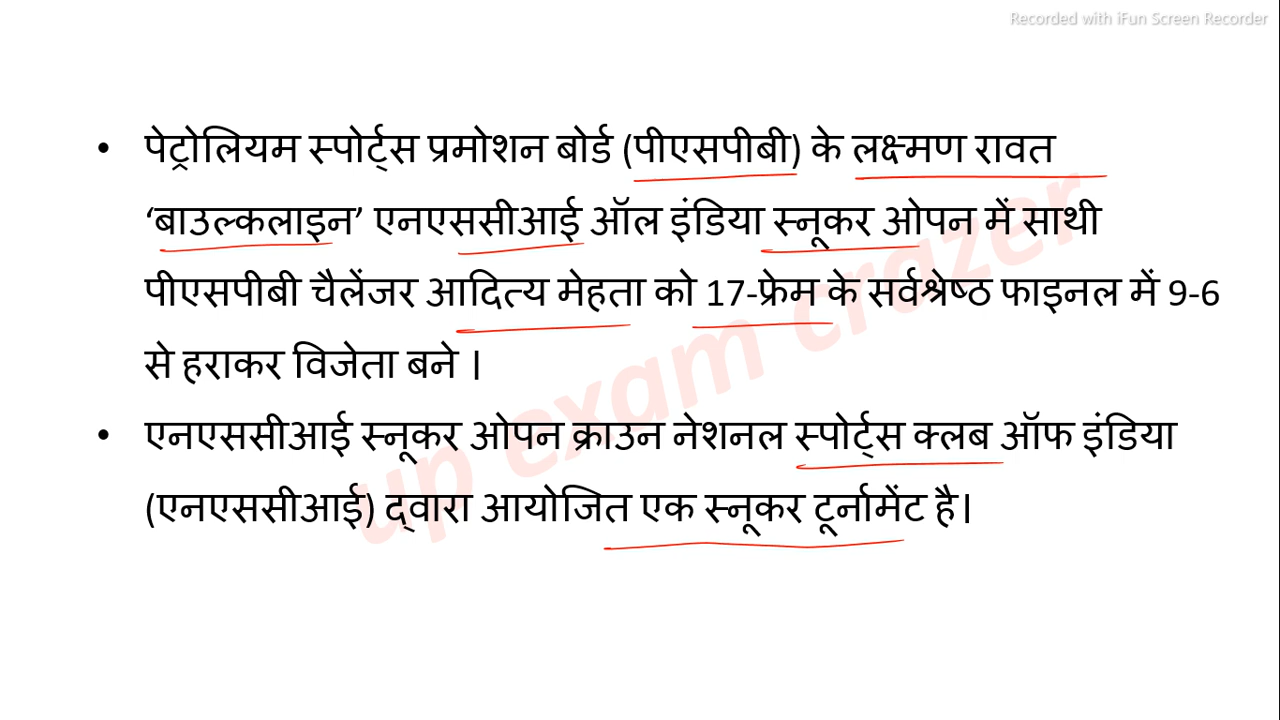 Recorded with iFun Screen Recorder
• पेट्रोलियम स्पोर्ट्स प्रमोशन बोर्ड (पीएसपीबी) के लक्ष्मण रावत
‘बाउल्कलाइन’ एनएससीआई ऑल इंडिया स्नूकर ओपन में साथी
पीएसपीबी चैलेंजर आदित्य मेहता को 17-फ्रेम के सर्वश्रेष्ठ फाइनल में 9-6
से हराकर विजेता बने ।
• एनएससीआई स्नूकर ओपन क्राउन नेशनल स्पोर्ट्स क्लब ऑफ इंडिया
(एनएससीआई) द्वारा आयोजित एक स्नूकर टूर्नामेंट है।
up exam crazer